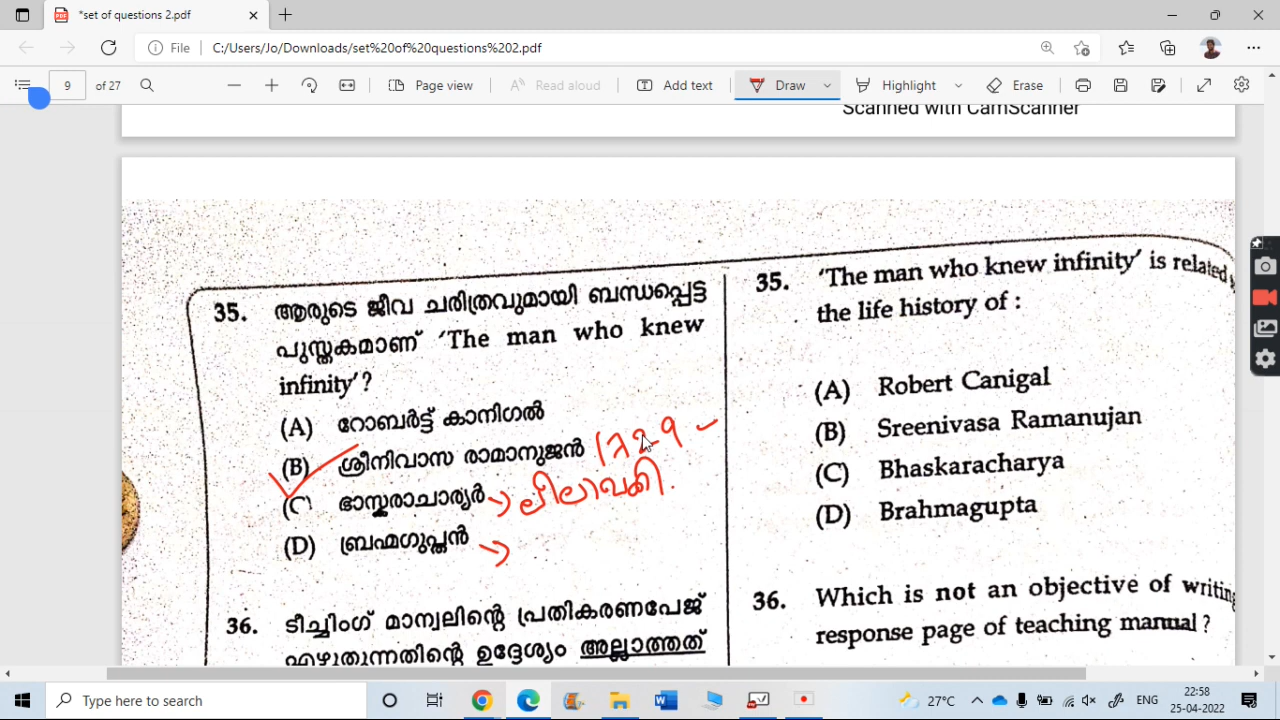 *set of questions 2.pdf
File C:/Users/Jo/Downloads/set%20of%20questions%202.pdf
9 of 27 Page view Read aloud Add text Draw Highlight Erase
Scanned with CamScanner
35. ആരുടെ ജീവ ചരിത്രവുമായി ബന്ധപ്പെട്ട
പുസ്തകമാണ് 'The man who knew
infinity'?
(A) റോബർട്ട് കാനിഗൽ
(B) ശ്രീനിവാസ രാമാനുജൻ 1729 -
(C) ഭാസ്കരാചാര്യർ → ലീലാവതി.
(D) ബ്രഹ്മഗുപ്തൻ →
36. ടീച്ചിംഗ് മാന്വലിന്റെ പ്രതികരണപേജ്
എഴുതുന്നതിന്റെ ഉദ്ദേശ്യം അല്ലാത്തത്
35. 'The man who knew infinity' is related
the life history of :
(A) Robert Canigal
(B) Sreenivasa Ramanujan
(C) Bhaskaracharya
(D) Brahmagupta
36. Which is not an objective of writing
response page of teaching manual ?
Type here to search
27°C ENG 22:58
25-04-2022